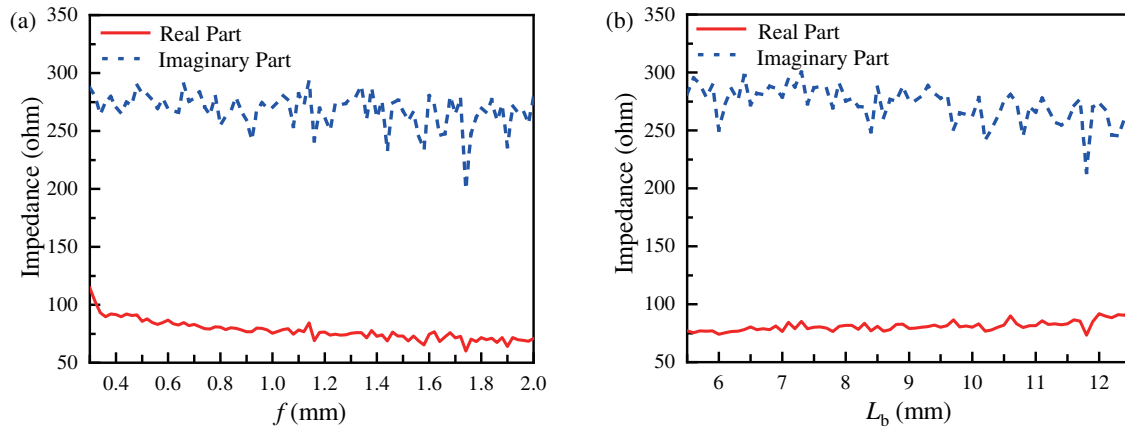 (a)
350
300
250
200
150
100
50
Impedance (ohm)
Real Part
Imaginary Part
0.4 0.6 0.8 1.0 1.2 1.4 1.6 1.8 2.0
f (mm)
(b)
350
300
250
200
150
100
50
Impedance (ohm)
Real Part
Imaginary Part
6 7 8 9 10 11 12
L_b (mm)